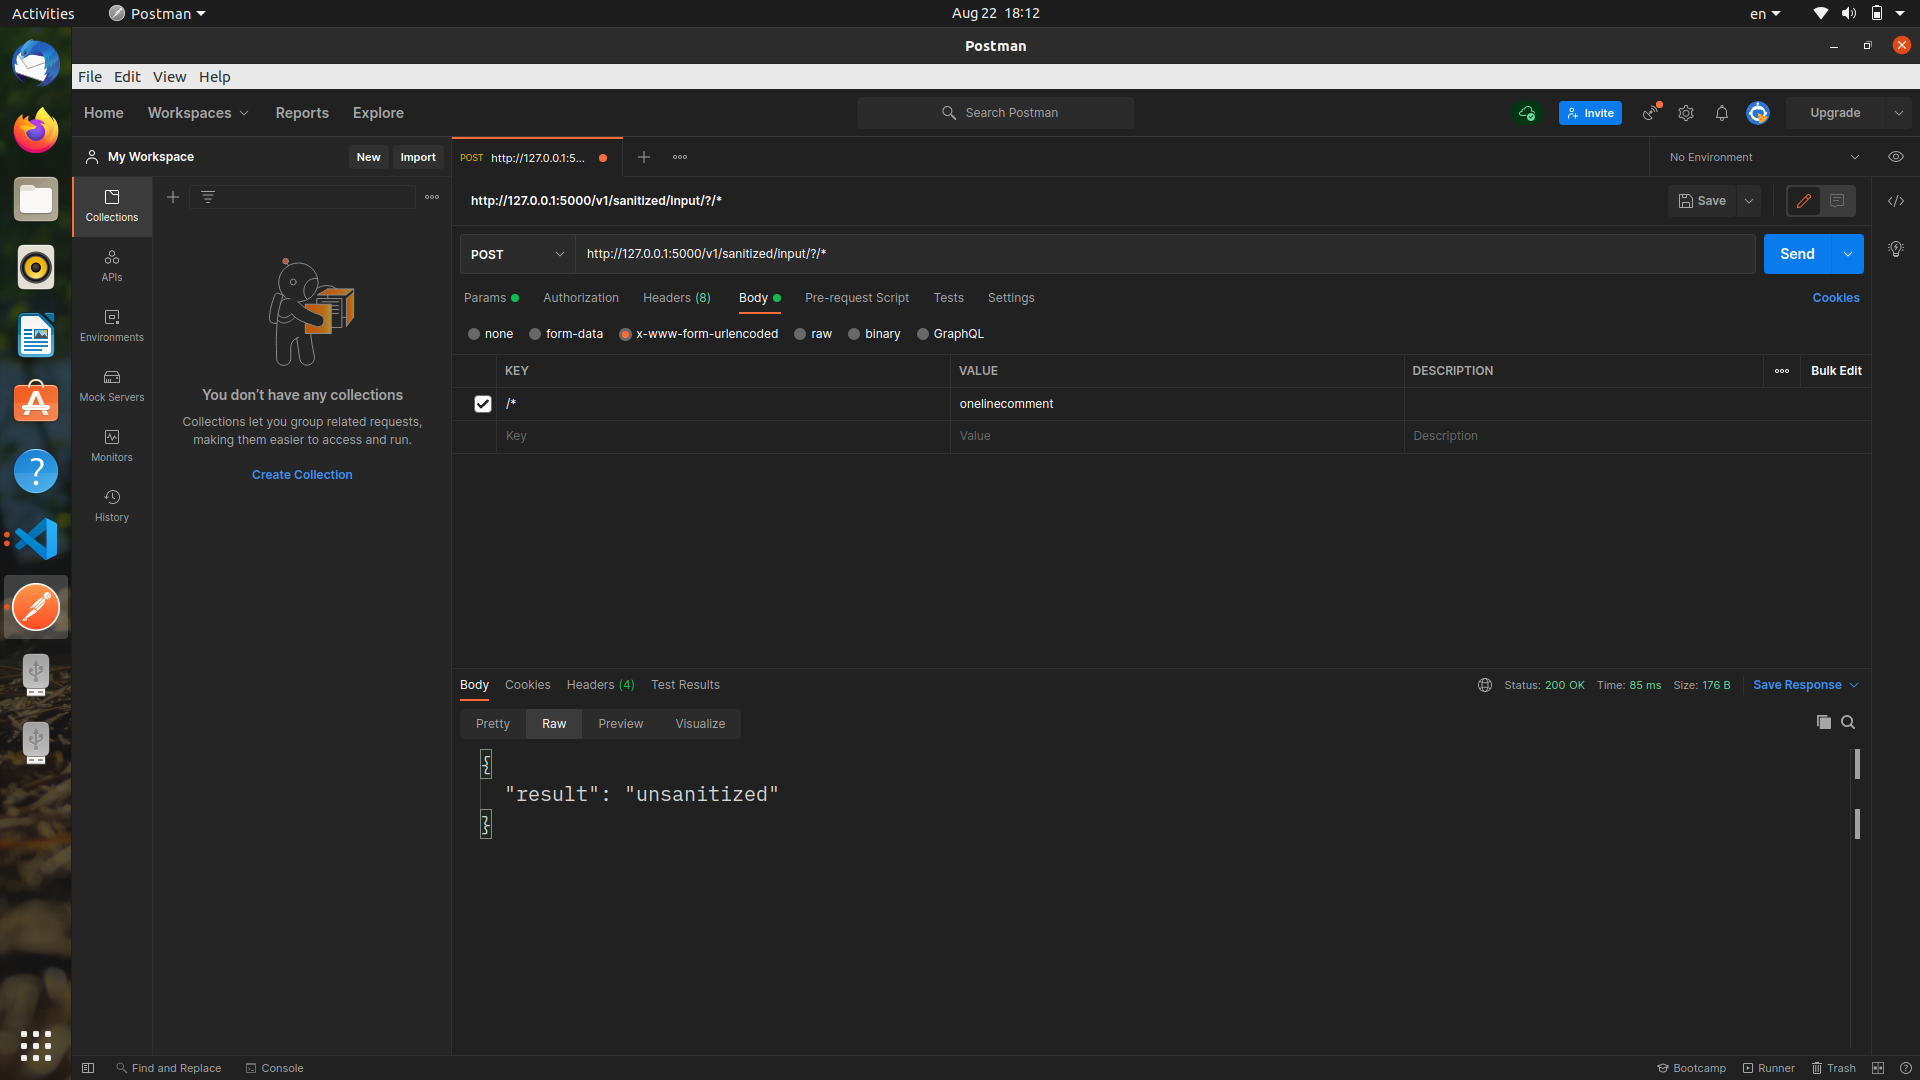 Activities
Postman
Aug 22 18:12
en
Postman
File Edit View Help
Home Workspaces Reports Explore
Search Postman
Invite
Upgrade
My Workspace
New Import
POST http://127.0.0.1:5...
No Environment
Collections
APIs
Environments
Mock Servers
Monitors
History
You don't have any collections
Collections let you group related requests,
making them easier to access and run.
Create Collection
http://127.0.0.1:5000/v1/sanitized/input/?/*
Save
POST http://127.0.0.1:5000/v1/sanitized/input/?/*
Send
Params Authorization Headers (8) Body Pre-request Script Tests Settings
Cookies
none form-data x-www-form-urlencoded raw binary GraphQL
KEY VALUE DESCRIPTION Bulk Edit
/* onelinecomment
Key Value Description
Body Cookies Headers (4) Test Results
Status: 200 OK Time: 85 ms Size: 176 B Save Response
Pretty Raw Preview Visualize
{
"result": "unsanitized"
}
Find and Replace Console
Bootcamp Runner Trash